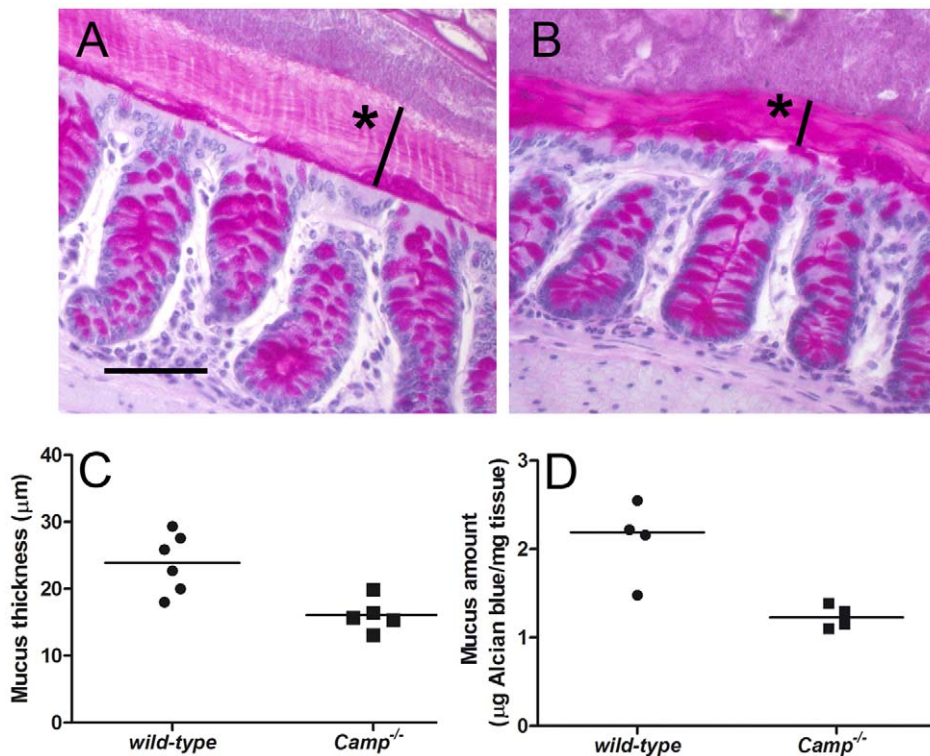 A
*
B
*
C
Mucus thickness (μm)
40
30
20
10
0
wild-type
Camp-/-
D
Mucus amount
(μg Alcian blue/mg tissue)
3
2
1
0
wild-type
Camp-/-